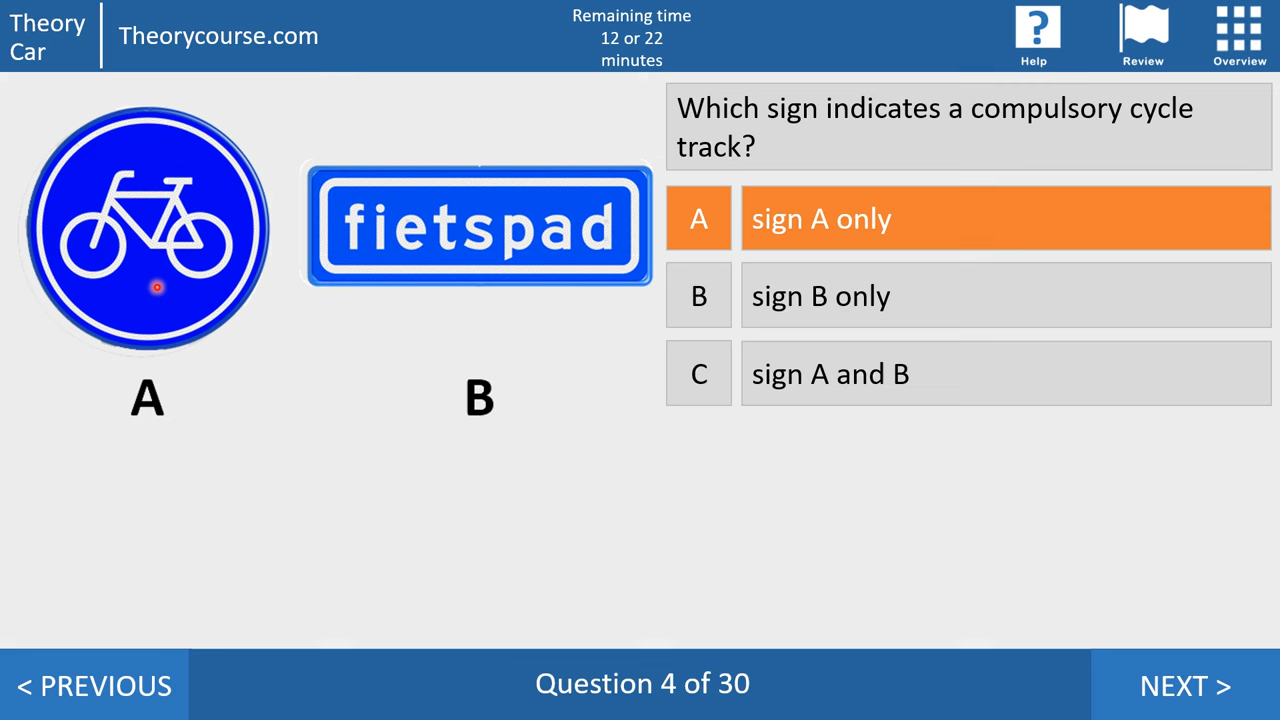 Theory
Car
Theorycourse.com
Remaining time
12 or 22
minutes
?
Help
Review
Overview
fietspad
A
B
Which sign indicates a compulsory cycle
track?
A sign A only
B sign B only
C sign A and B
< PREVIOUS
Question 4 of 30
NEXT >